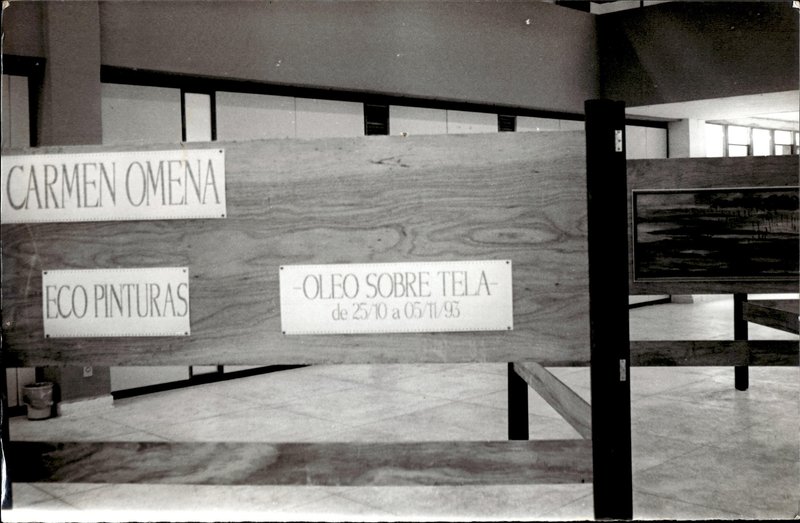 CARMEN OMENA
ECO PINTURAS
-OLEO SOBRE TELA-
de 25/10 a 05/11/93